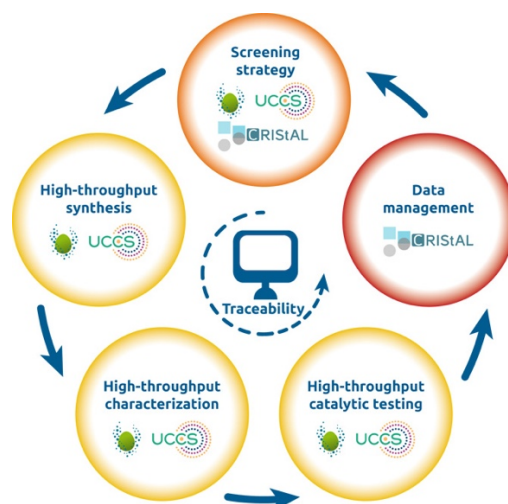 Screening
strategy
UCCS
CRIStAL
High-throughput
synthesis
UCCS
Data
management
CRIStAL
Traceability
High-throughput
characterization
UCCS
High-throughput
catalytic testing
UCCS